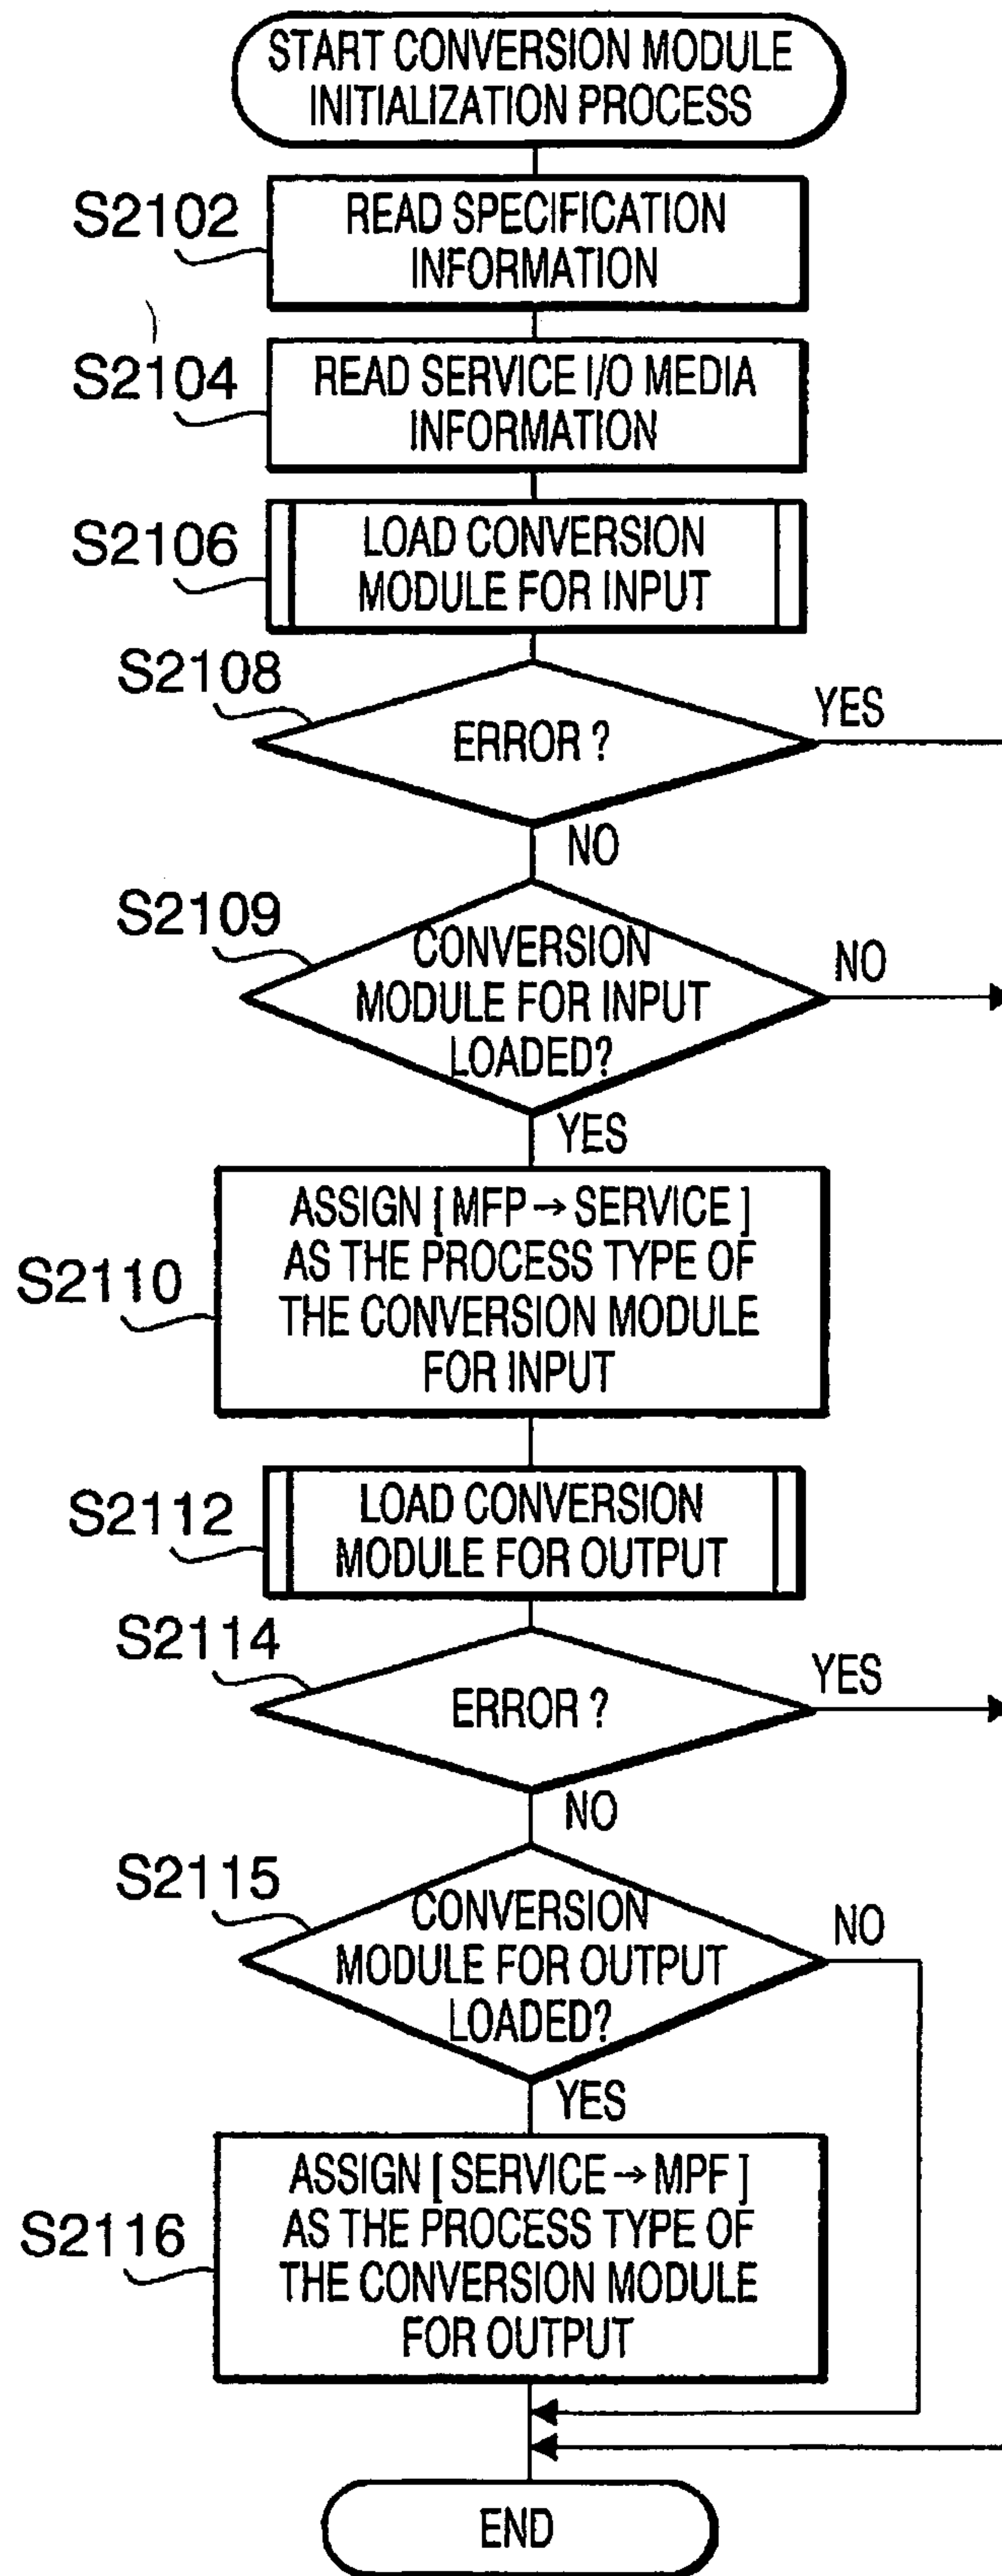 START CONVERSION MODULE
INITIALIZATION PROCESS
S2102
READ SPECIFICATION
INFORMATION
S2104
READ SERVICE I/O MEDIA
INFORMATION
S2106
LOAD CONVERSION
MODULE FOR INPUT
S2108
ERROR ?
YES
NO
S2109
CONVERSION
MODULE FOR INPUT
LOADED?
NO
YES
S2110
ASSIGN [ MFP → SERVICE ]
AS THE PROCESS TYPE OF
THE CONVERSION MODULE
FOR INPUT
S2112
LOAD CONVERSION
MODULE FOR OUTPUT
S2114
ERROR ?
YES
NO
S2115
CONVERSION
MODULE FOR OUTPUT
LOADED?
NO
YES
S2116
ASSIGN [ SERVICE → MPF ]
AS THE PROCESS TYPE OF
THE CONVERSION MODULE
FOR OUTPUT
END